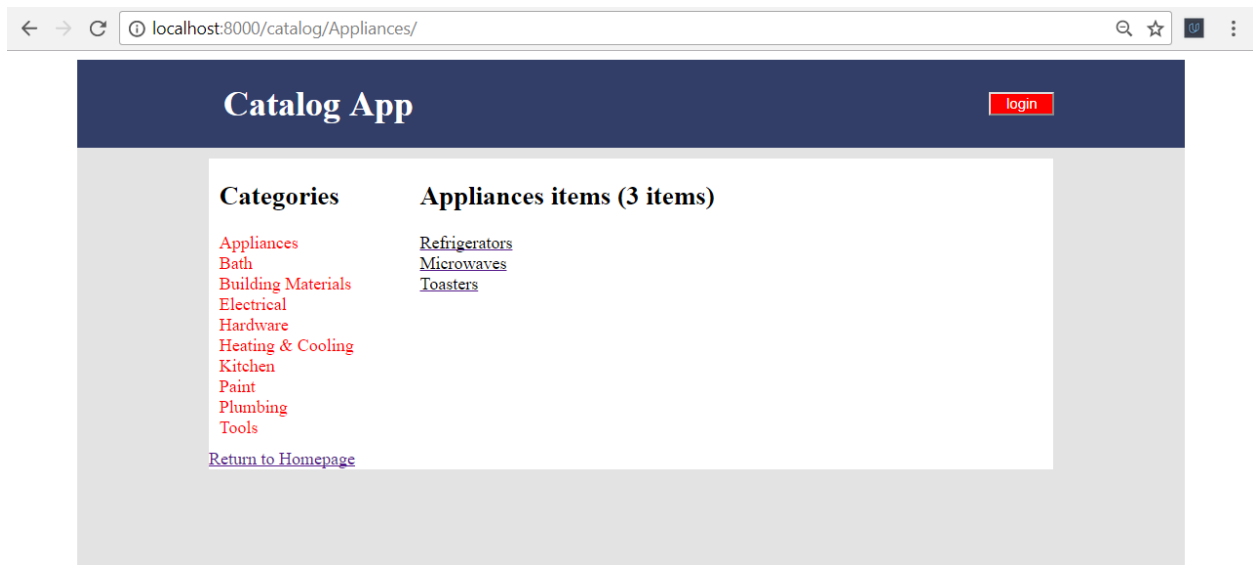 localhost:8000/catalog/Appliances/
Catalog App
login
Categories
Appliances
Bath
Building Materials
Electrical
Hardware
Heating & Cooling
Kitchen
Paint
Plumbing
Tools
Return to Homepage
Appliances items (3 items)
Refrigerators
Microwaves
Toasters